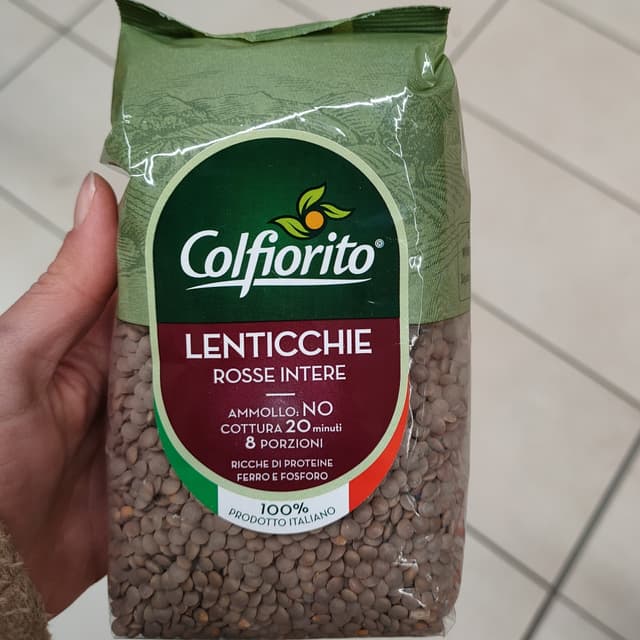 Colfiorito®
LENTICCHIE
ROSSE INTERE
AMMOLLO: NO
COTTURA 20 minuti
8 PORZIONI
RICCHE DI PROTEINE
FERRO E FOSFORO
100%
PRODOTTO ITALIANO